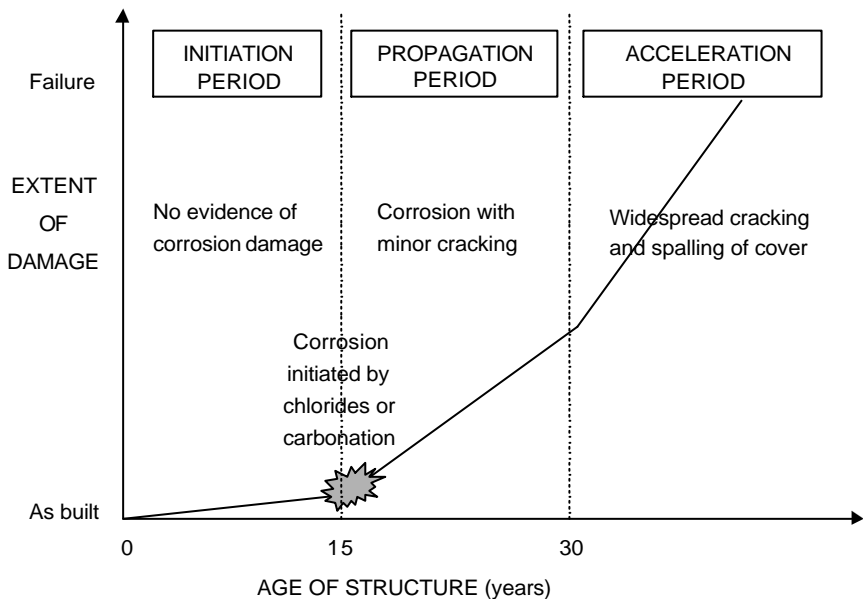 INITIATION
PERIOD
PROPAGATION
PERIOD
ACCELERATION
PERIOD
Failure
EXTENT
OF
DAMAGE
No evidence of
corrosion damage
Corrosion with
minor cracking
Widespread cracking
and spalling of cover
Corrosion
initiated by
chlorides or
carbonation
As built
0
15
30
AGE OF STRUCTURE (years)